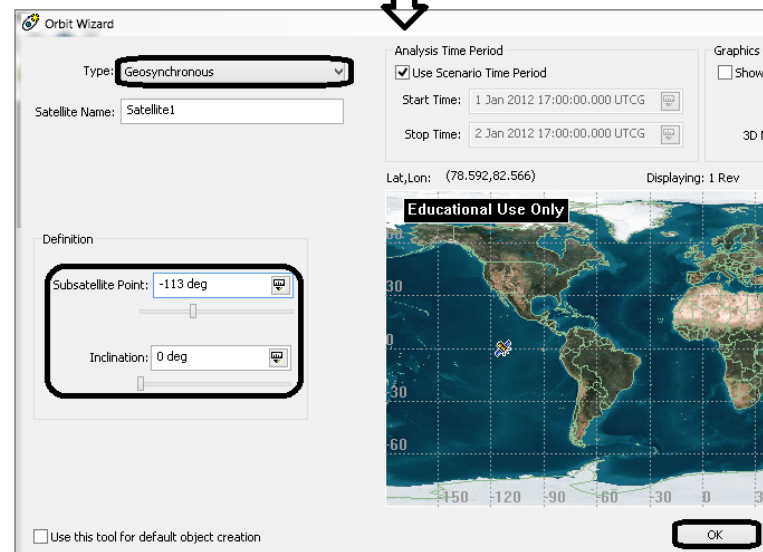 Orbit Wizard
Type: Geosynchronous
Satellite Name: Satellite1
Definition
Subsatellite Point: -113 deg
Inclination: 0 deg
Use this tool for default object creation
Analysis Time Period
Use Scenario Time Period
Start Time: 1 Jan 2012 17:00:00.000 UTCG
Stop Time: 2 Jan 2012 17:00:00.000 UTCG
Graphics
Show
3D
Lat,Lon: (78.592,82.566) Displaying: 1 Rev
Educational Use Only
30
0
-30
-60
-150 -120 -90 -60 -30 0 3
OK